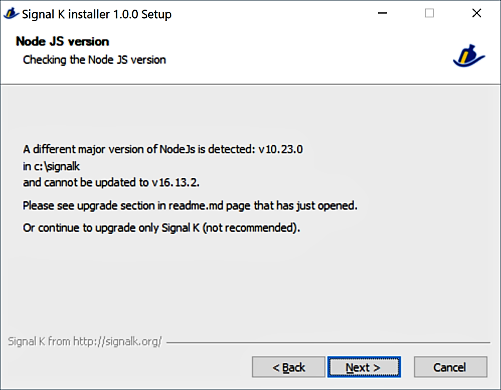 Signal K installer 1.0.0 Setup
Node JS version
Checking the Node JS version
A different major version of NodeJs is detected: v10.23.0
in c:\signalk
and cannot be updated to v16.13.2.
Please see upgrade section in readme.md page that has just opened.
Or continue to upgrade only Signal K (not recommended).
Signal K from http://signalk.org/
< Back
Next >
Cancel